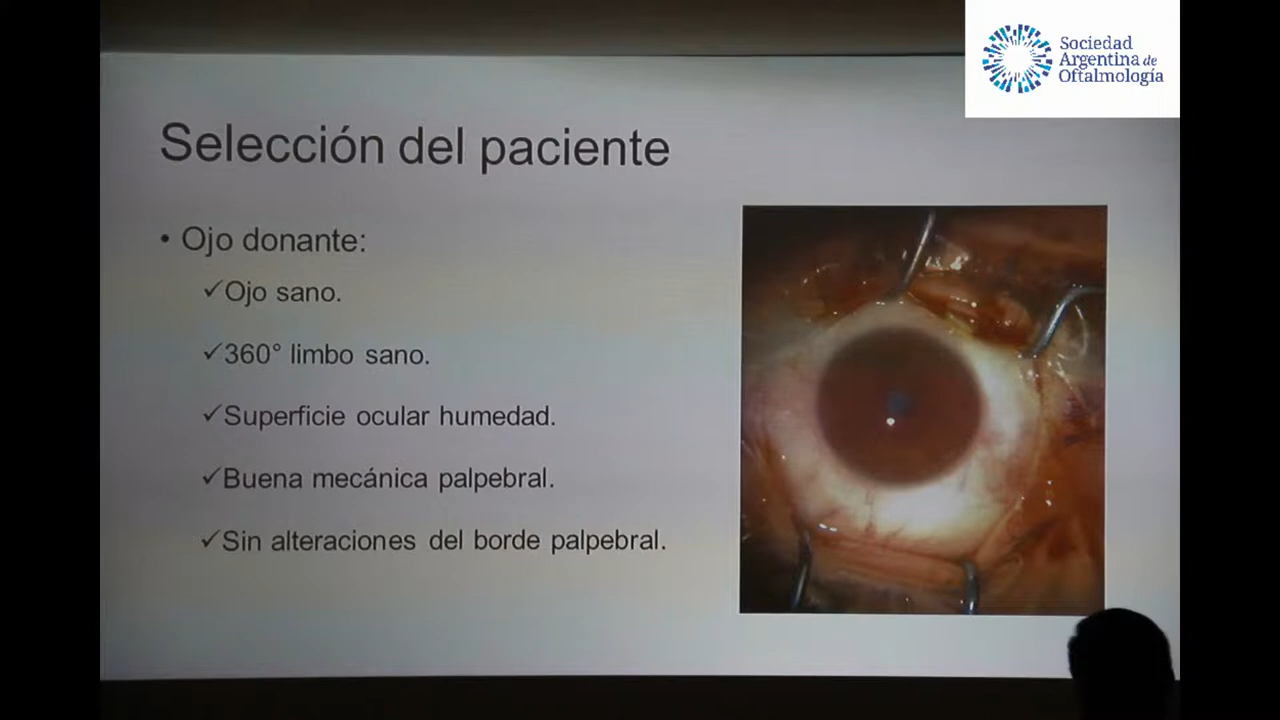 Sociedad
Argentina de
Oftalmología
Selección del paciente
• Ojo donante:
✓Ojo sano.
✓360° limbo sano.
✓Superficie ocular humedad.
✓Buena mecánica palpebral.
✓Sin alteraciones del borde palpebral.